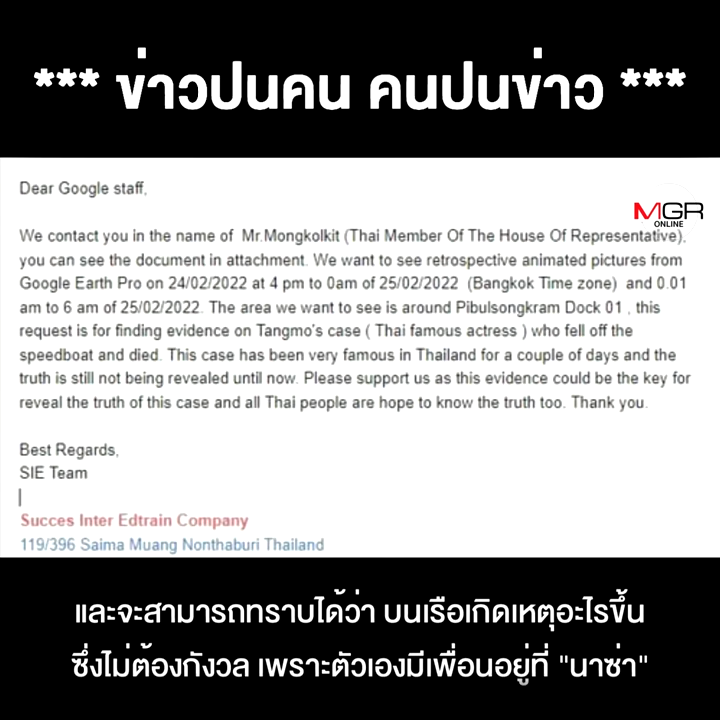 *** ข่าวปนคน คนปนข่าว ***
Dear Google staff,
MGR
ONLINE
We contact you in the name of Mr.Mongkolkit (Thai Member Of The House Of Representative),
you can see the document in attachment. We want to see retrospective animated pictures from
Google Earth Pro on 24/02/2022 at 4 pm to 0am of 25/02/2022 (Bangkok Time zone) and 0.01
am to 6 am of 25/02/2022. The area we want to see is around Pibulsongkram Dock 01 , this
request is for finding evidence on Tangmo's case ( Thai famous actress ) who fell off the
speedboat and died. This case has been very famous in Thailand for a couple of days and the
truth is still not being revealed until now. Please support us as this evidence could be the key for
reveal the truth of this case and all Thai people are hope to know the truth too. Thank you.
Best Regards,
SIE Team
Succes Inter Edtrain Company
119/396 Saima Muang Nonthaburi Thailand
และจะสามารถทราบได้ว่า บนเรือเกิดเหตุอะไรขึ้น
ซึ่งไม่ต้องกังวล เพราะตัวเองมีเพื่อนอยู่ที่ "นาซ่า"